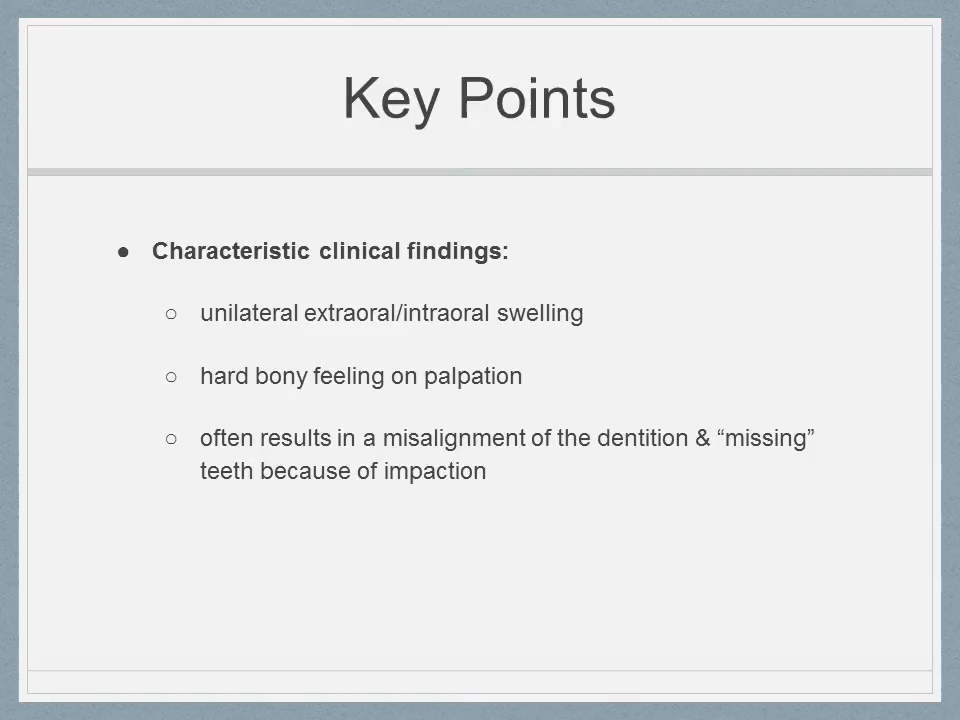 Key Points
● Characteristic clinical findings:
○ unilateral extraoral/intraoral swelling
○ hard bony feeling on palpation
○ often results in a misalignment of the dentition & “missing”
teeth because of impaction